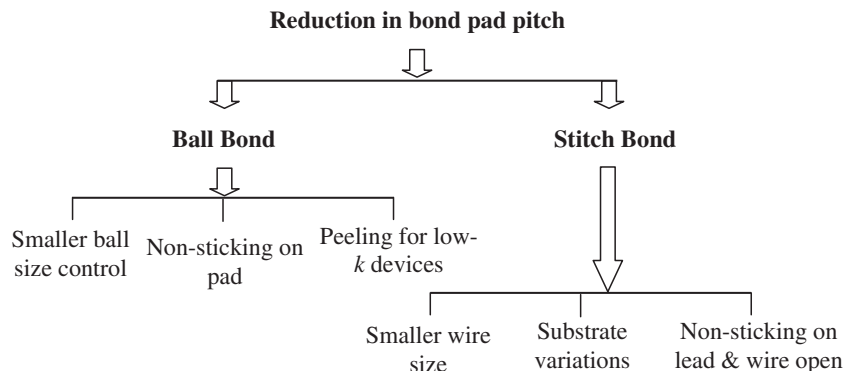 Reduction in bond pad pitch
Ball Bond
Stitch Bond
Smaller ball
size control
Non-sticking on
pad
Peeling for low-
k devices
Smaller wire
size
Substrate
variations
Non-sticking on
lead & wire open